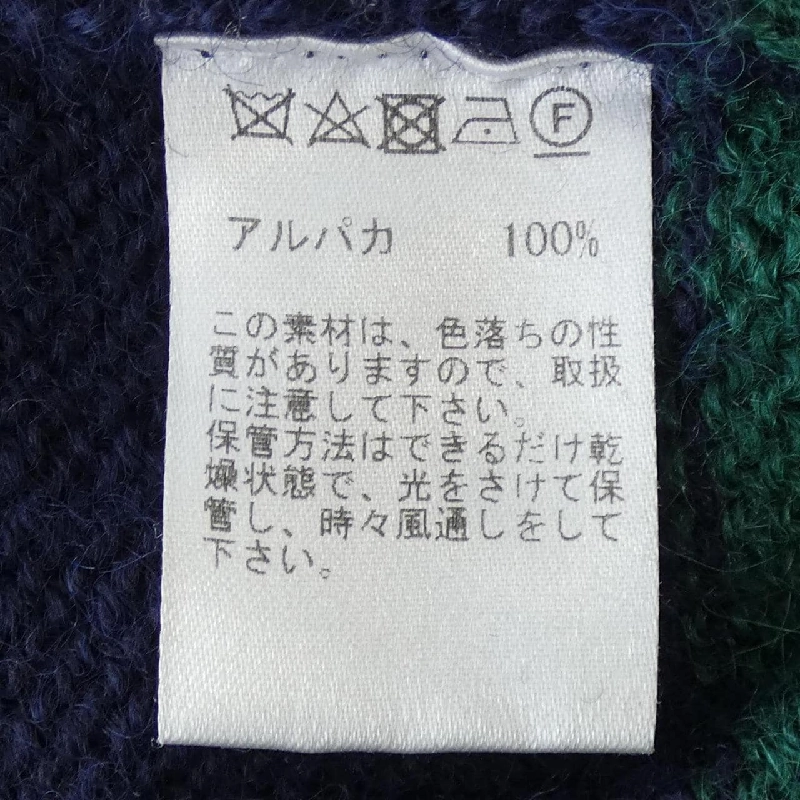 F
アルパカ 100%
この素材は、色落ちの性
質がありますので、取扱
に注意して下さい。
保管方法はできるだけ乾
燥状態で、光をさけて保
管し、時々風通しをして
下さい。